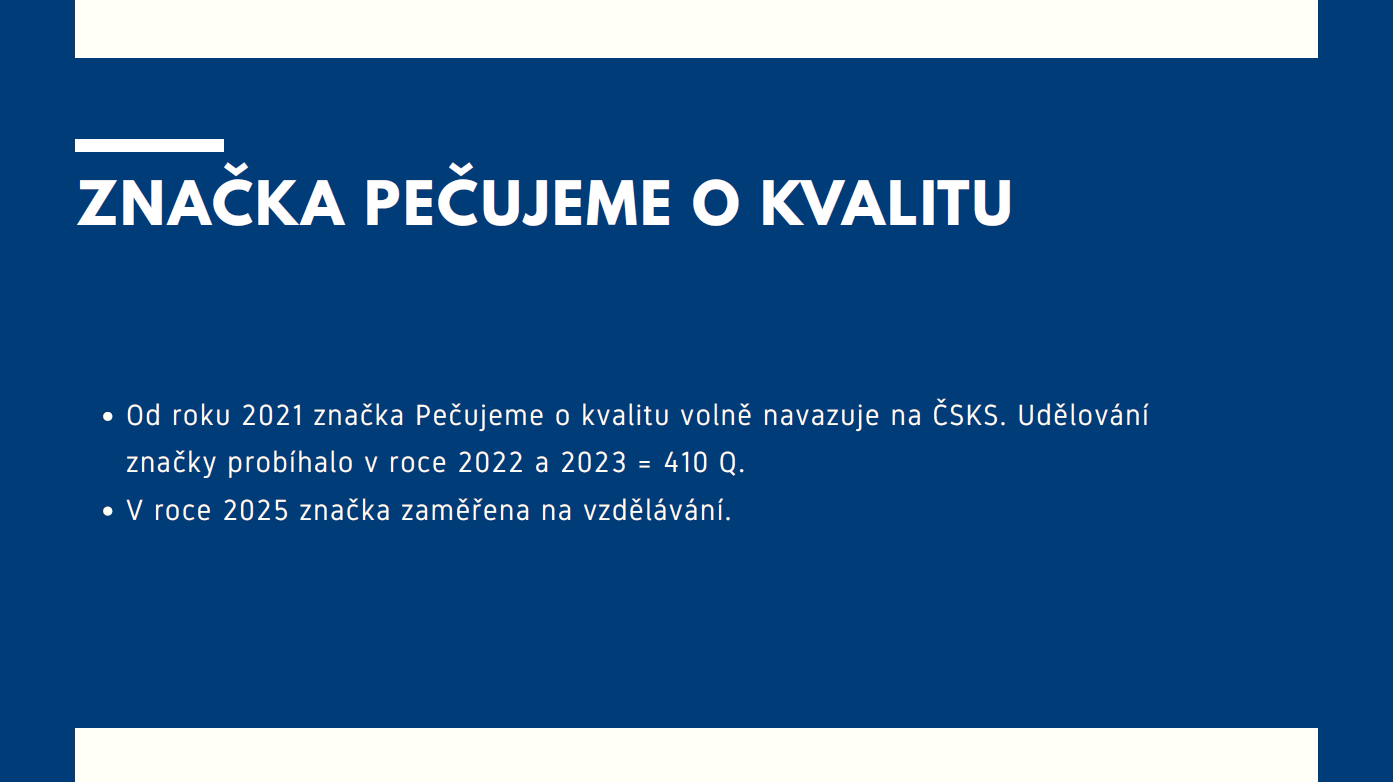 ZNAČKA PEČUJEME O KVALITU
• Od roku 2021 značka Pečujeme o kvalitu volně navazuje na ČSKS. Udělování
značky probíhalo v roce 2022 a 2023 = 410 Q.
• V roce 2025 značka zaměřena na vzdělávání.